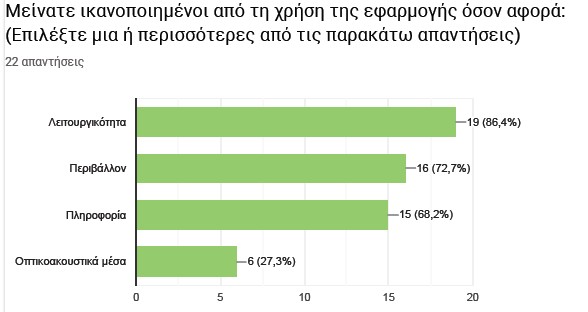 Μείνατε ικανοποιημένοι από τη χρήση της εφαρμογής όσον αφορά:
(Επιλέξτε μια ή περισσότερες από τις παρακάτω απαντήσεις)
22 απαντήσεις
Λειτουργικότητα 19 (86,4%)
Περιβάλλον 16 (72,7%)
Πληροφορία 15 (68,2%)
Οπτικοακουστικά μέσα 6 (27,3%)
0 5 10 15 20